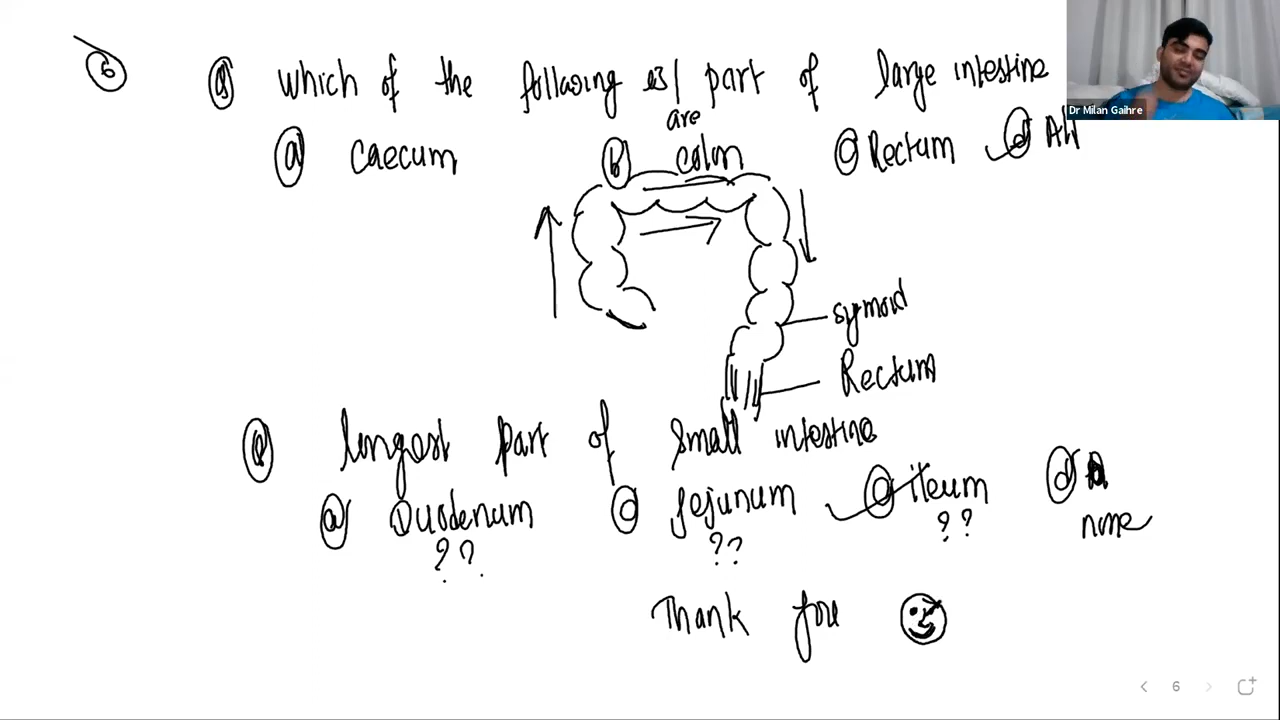 6
Q which of the following is/ part of large intestine
are
a caecum b colon c Rectum d All
symoid
Rectum
Q longest part of small intestine
a Duodenum c jejunum c ileum d
?? ?? ?? none
Thank you
Dr Milan Gaihre
6